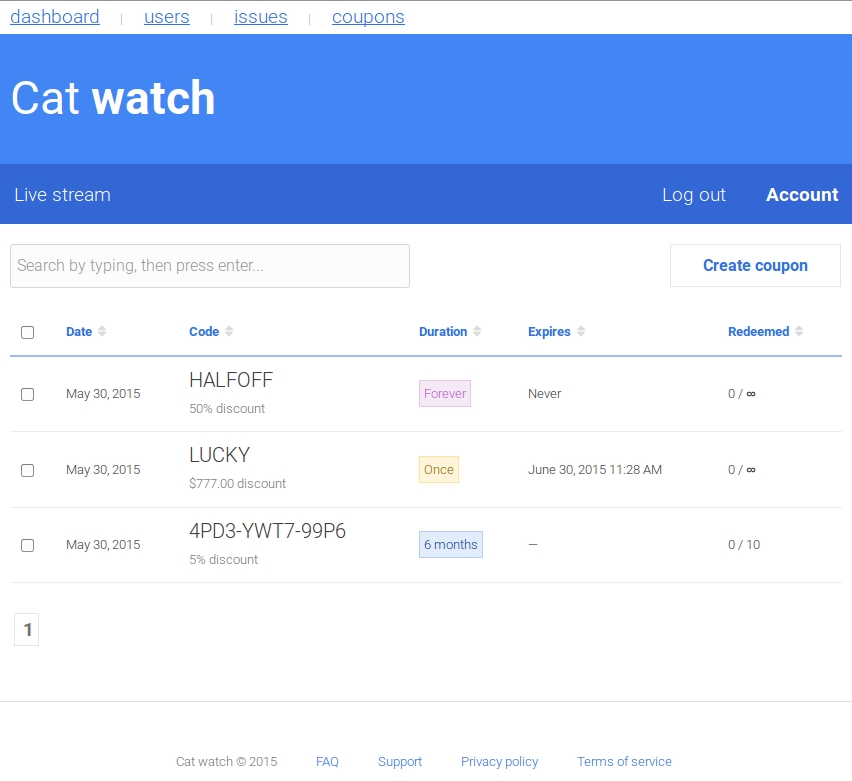 dashboard | users | issues | coupons
Cat watch
Live stream Log out Account
Search by typing, then press enter... Create coupon
Date Code Duration Expires Redeemed
May 30, 2015 HALFOFF Forever Never 0 / ∞
50% discount
May 30, 2015 LUCKY Once June 30, 2015 11:28 AM 0 / ∞
$777.00 discount
May 30, 2015 4PD3-YWT7-99P6 6 months — 0 / 10
5% discount
1
Cat watch © 2015 FAQ Support Privacy policy Terms of service